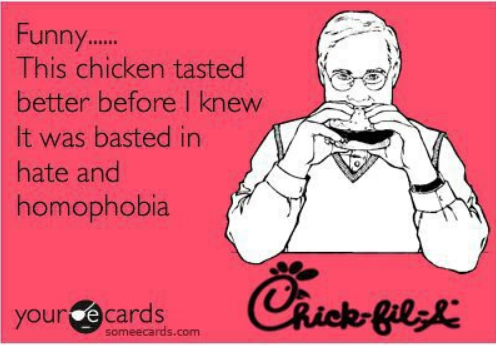 Funny......
This chicken tasted
better before I knew
It was basted in
hate and
homophobia
Chick-fil-A
your e cards
someecards.com